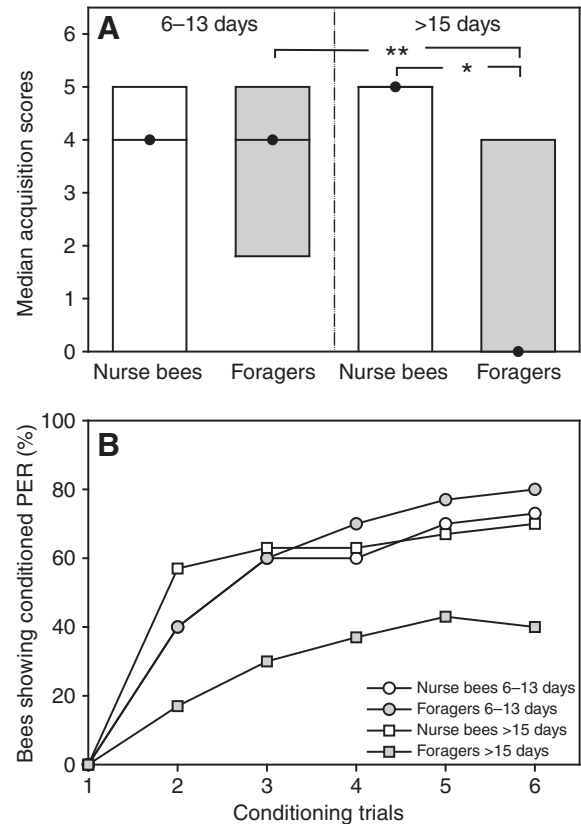 A
6–13 days
>15 days
**
*
Median acquisition scores
6
5
4
3
2
1
0
Nurse bees
Foragers
Nurse bees
Foragers
B
Bees showing conditioned PER (%)
100
80
60
40
20
0
Nurse bees 6–13 days
Foragers 6–13 days
Nurse bees >15 days
Foragers >15 days
1 2 3 4 5 6
Conditioning trials